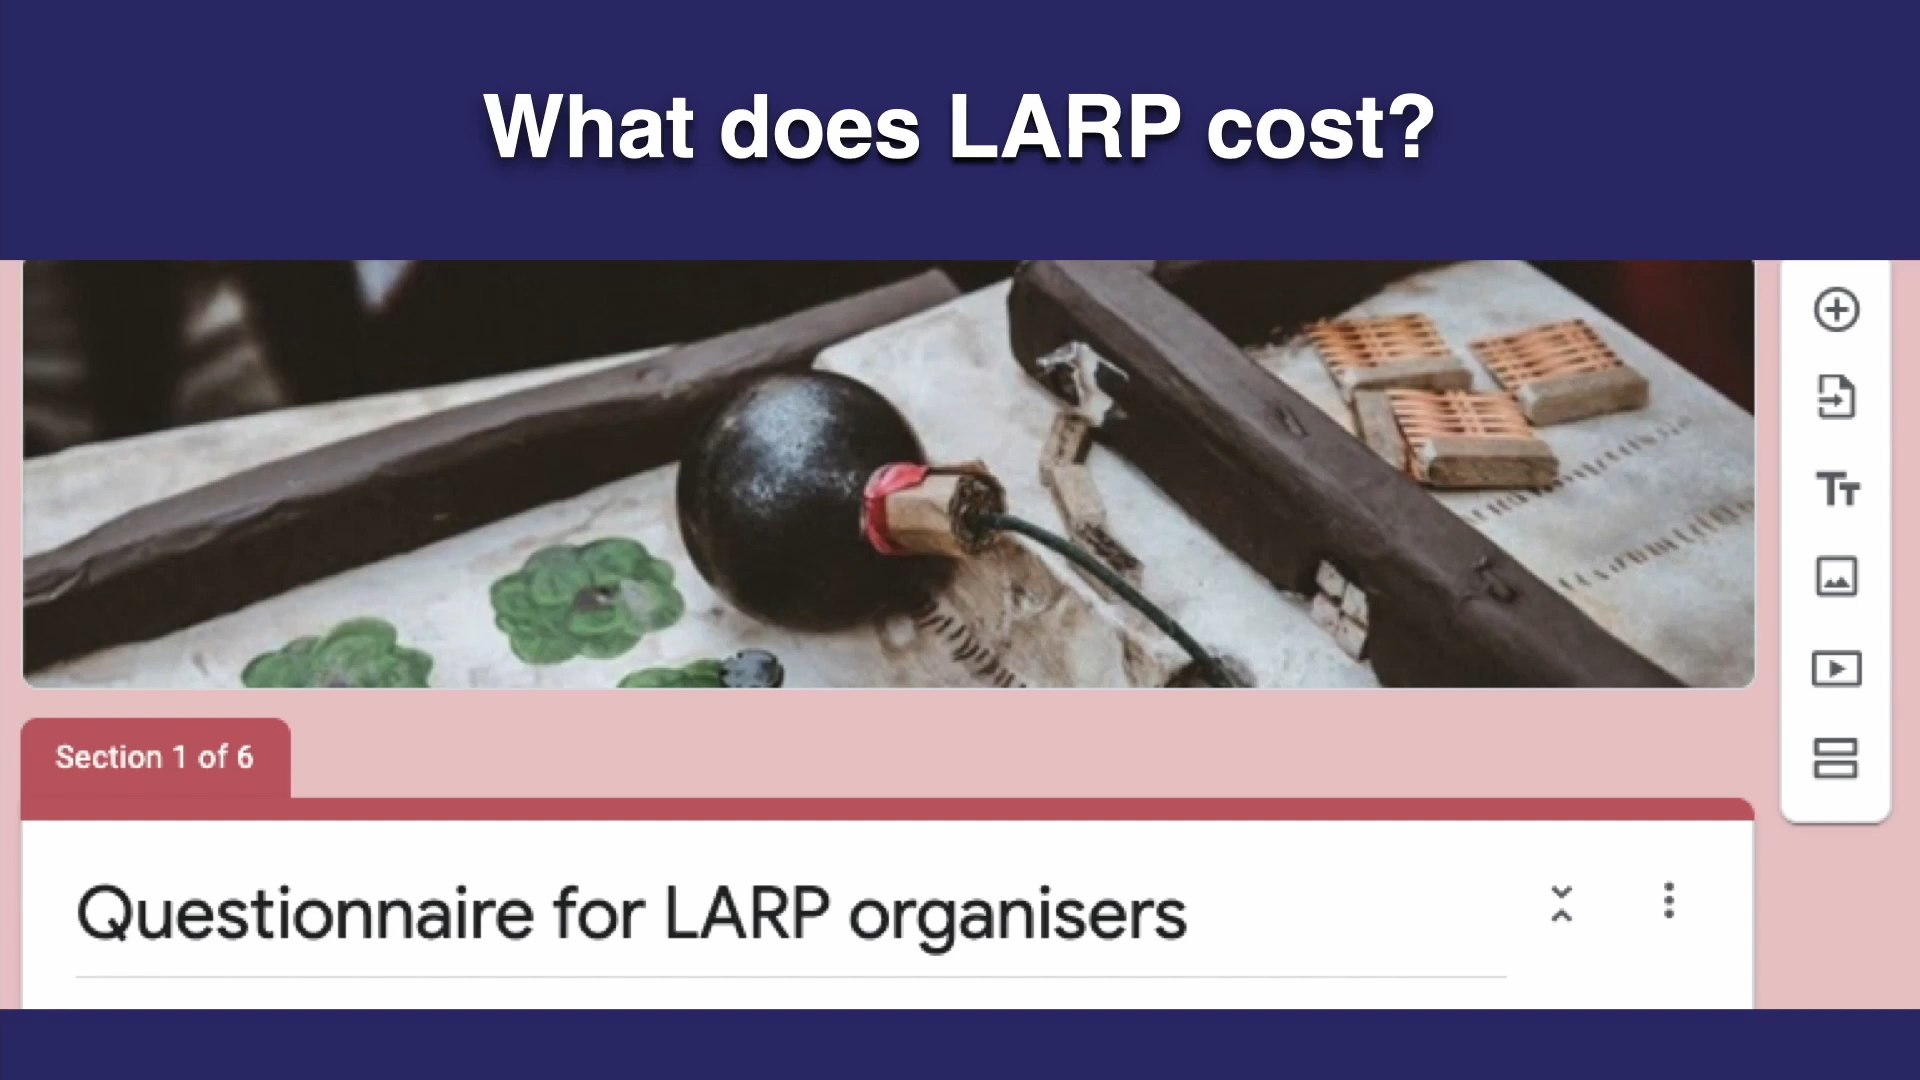 What does LARP cost?
Section 1 of 6
Questionnaire for LARP organisers